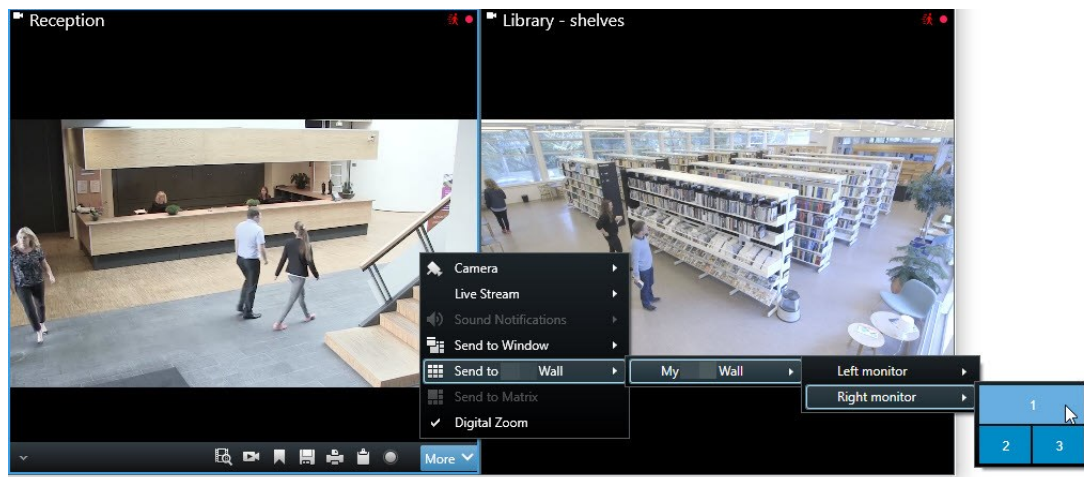 Reception
Library - shelves
Camera
Live Stream
Sound Notifications
Send to Window
Send to Wall
My Wall
Left monitor
Right monitor
Send to Matrix
Digital Zoom
More
1
2
3